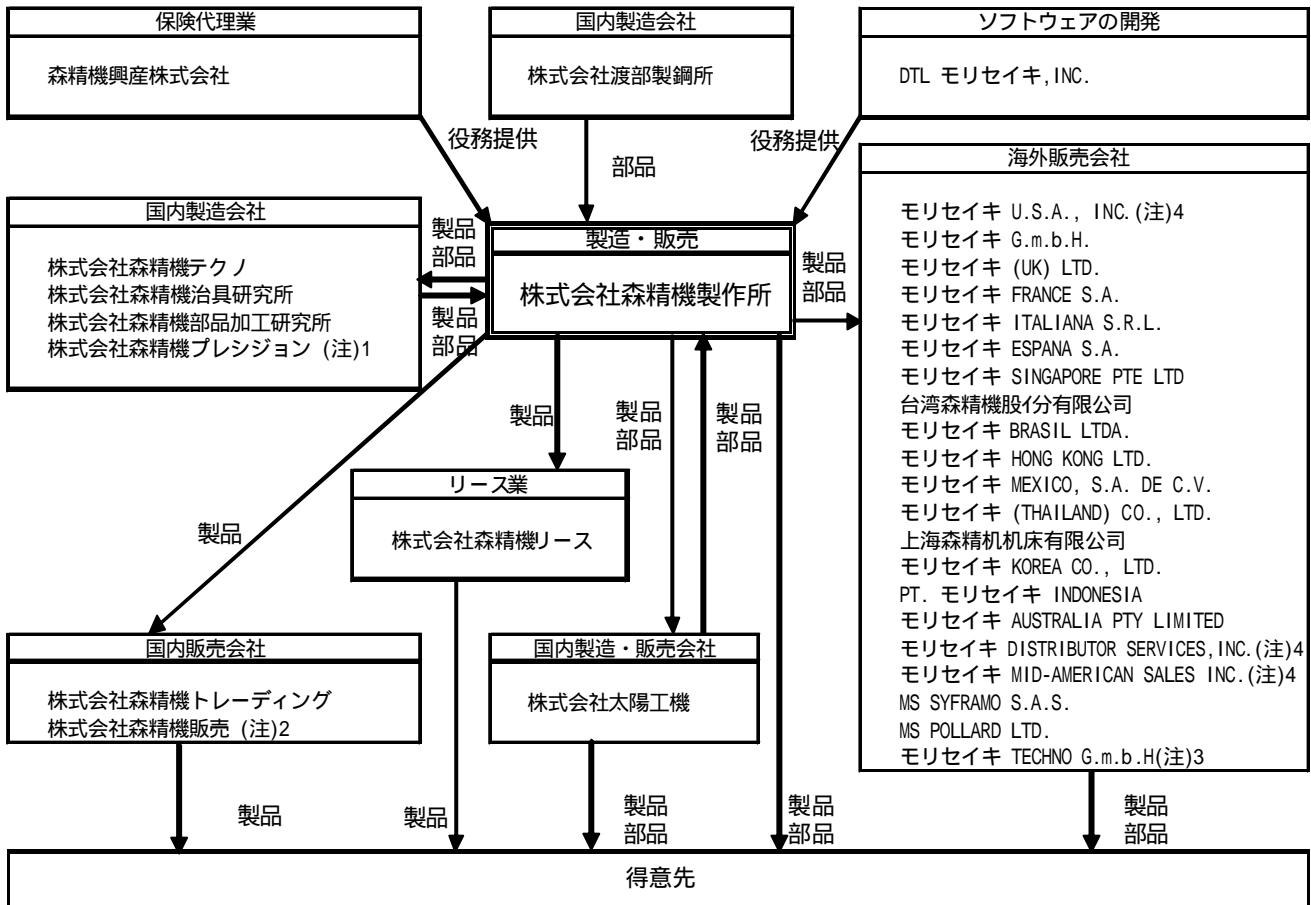 保険代理業
森精機興産株式会社
国内製造会社
株式会社渡部製鋼所
ソフトウェアの開発
DTL モリセイキ,INC.
役務提供
部品
役務提供
国内製造会社
株式会社森精機テクノ
株式会社森精機治具研究所
株式会社森精機部品加工研究所
株式会社森精機プレシジョン (注)1
製品
部品
製品
部品
製造・販売
株式会社森精機製作所
製品
部品
海外販売会社
モリセイキ U.S.A., INC.(注)4
モリセイキ G.m.b.H.
モリセイキ (UK) LTD.
モリセイキ FRANCE S.A.
モリセイキ ITALIANA S.R.L.
モリセイキ ESPANA S.A.
モリセイキ SINGAPORE PTE LTD
台湾森精機股份有限公司
モリセイキ BRASIL LTDA.
モリセイキ HONG KONG LTD.
モリセイキ MEXICO, S.A. DE C.V.
モリセイキ (THAILAND) CO., LTD.
上海森精机机床有限公司
モリセイキ KOREA CO., LTD.
PT. モリセイキ INDONESIA
モリセイキ AUSTRALIA PTY LIMITED
モリセイキ DISTRIBUTOR SERVICES,INC.(注)4
モリセイキ MID-AMERICAN SALES INC.(注)4
MS SYFRAMO S.A.S.
MS POLLARD LTD.
モリセイキ TECHNO G.m.b.H(注)3
製品
製品
部品
製品
部品
リース業
株式会社森精機リース
製品
国内販売会社
株式会社森精機トレーディング
株式会社森精機販売 (注)2
国内製造・販売会社
株式会社太陽工機
製品
製品
製品
部品
製品
部品
製品
部品
得意先